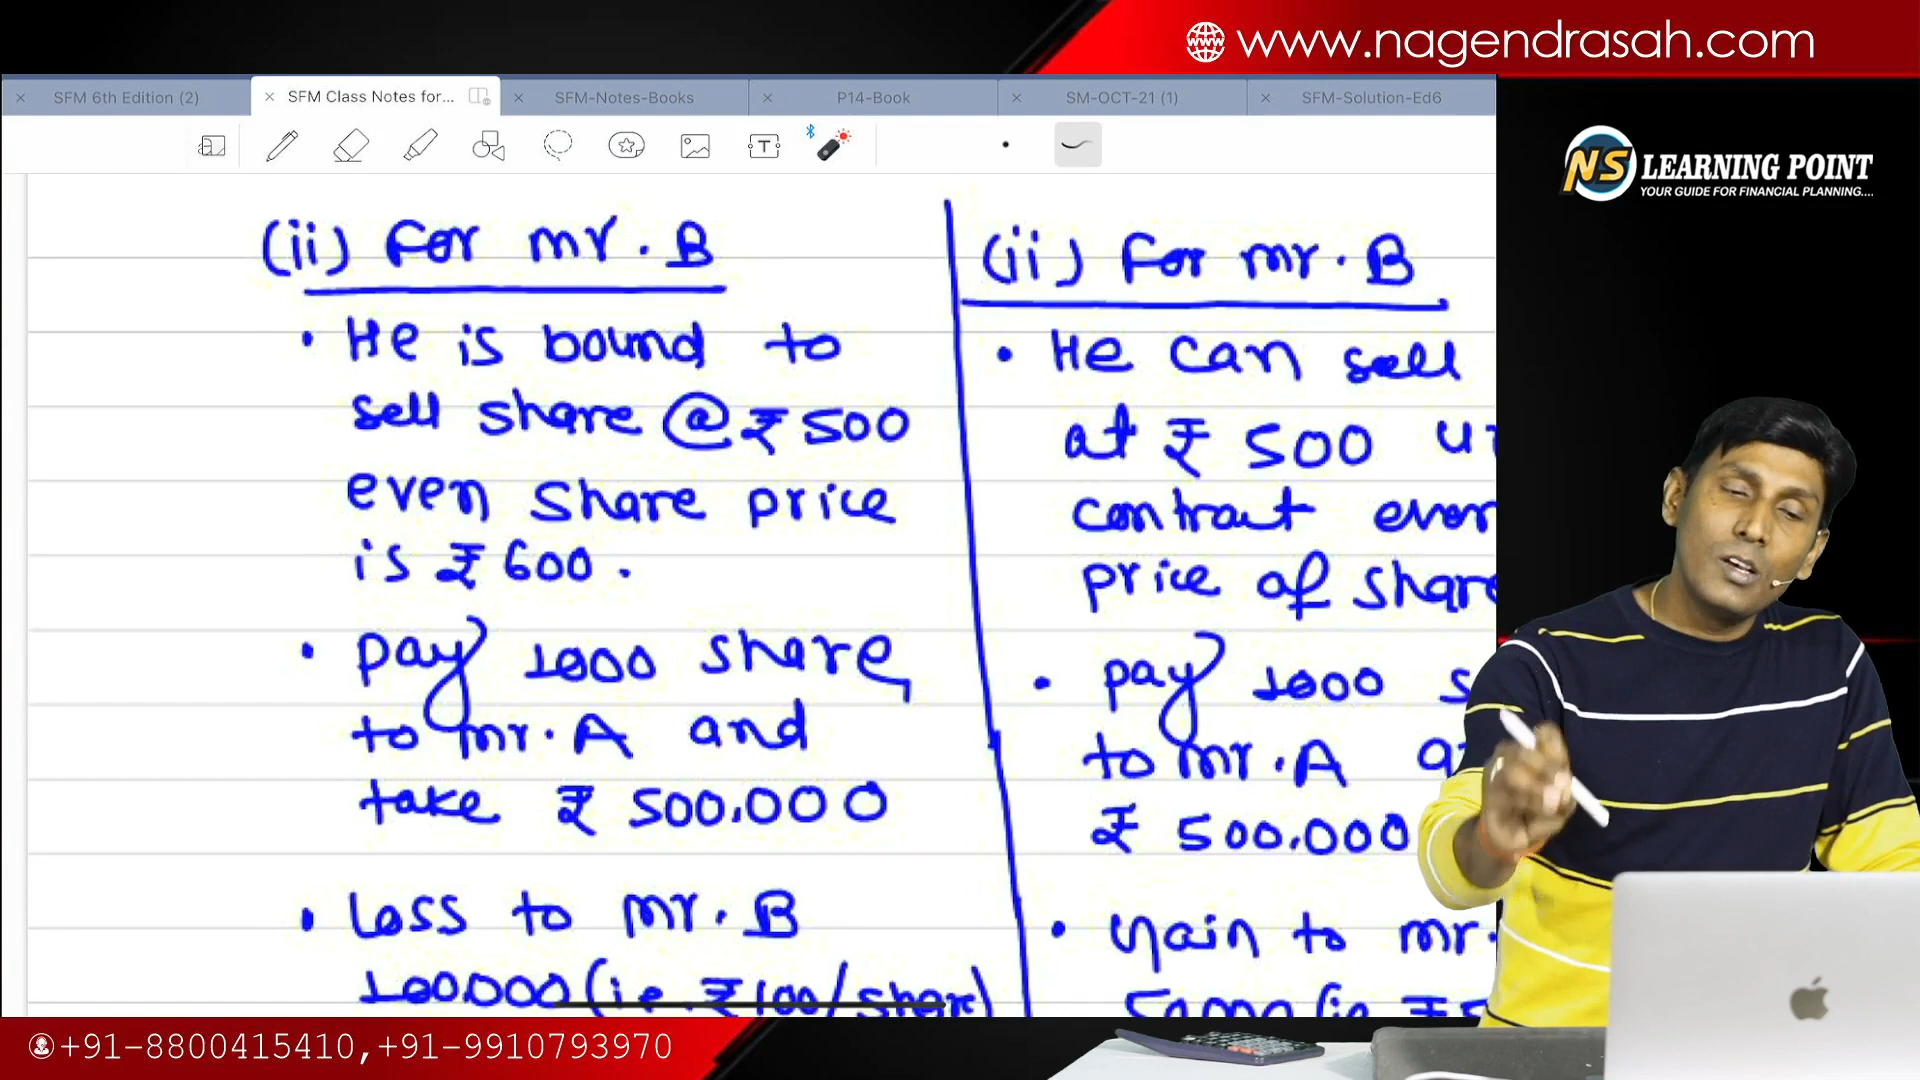 www.nagendrasah.com
SFM 6th Edition (2)
SFM Class Notes for...
SFM-Notes-Books
P14-Book
SM-OCT-21 (1)
SFM-Solution-Ed6
T
NS LEARNING POINT
YOUR GUIDE FOR FINANCIAL PLANNING....
(ii) For mr. B
• He is bound to
sell share @ ₹ 500
even share price
is ₹ 600.
• pay 1000 share
to mr. A and
take ₹ 500,000
• Loss to mr. B
100,000 (i.e. ₹ 100/share)
(ii) For mr. B
• He can sell
at ₹ 500
contract
price of share
• pay 1000
to mr. A
₹ 500,000
• gain to mr.
+91-8800415410,+91-9910793970